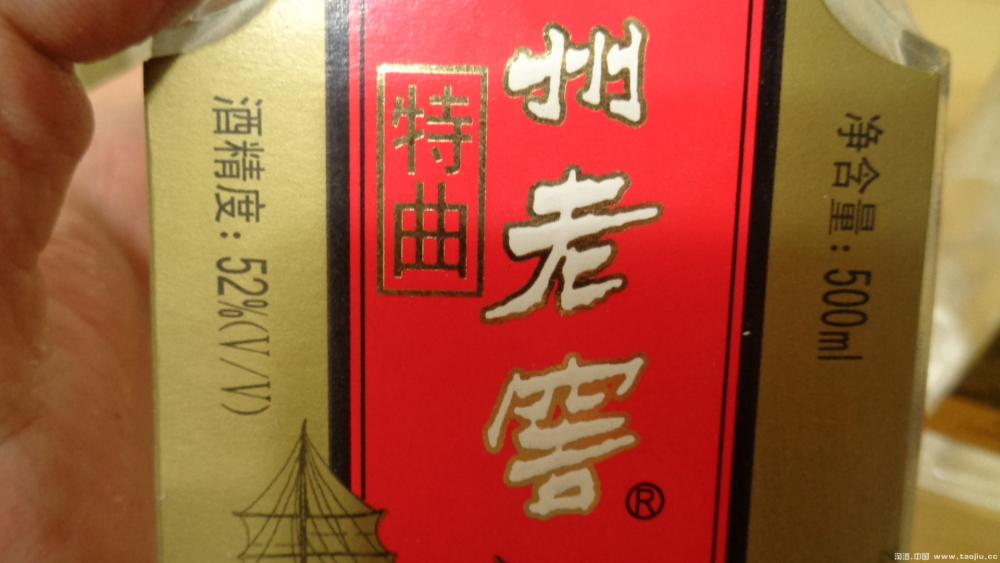 州老窖®
特曲
酒精度：52%(V/V)
净含量：500ml
淘酒.中国 www.taojiu.cc